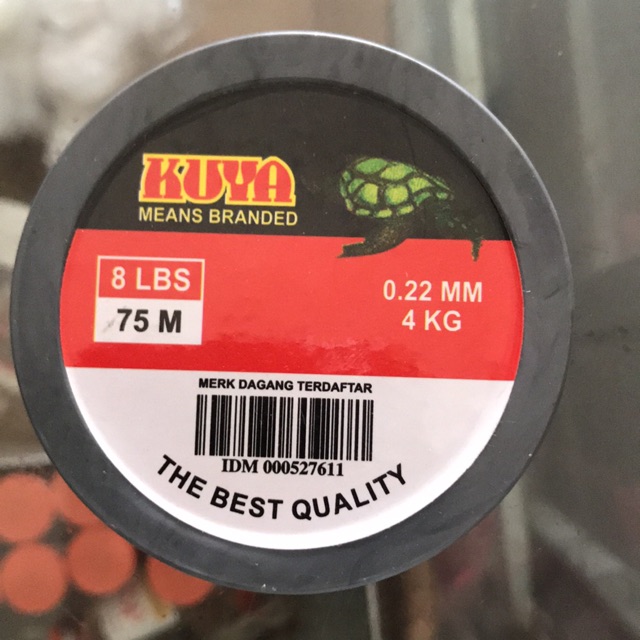 KUYA
MEANS BRANDED
8 LBS
75 M
0.22 MM
4 KG
MERK DAGANG TERDAFTAR
IDM 000527611
THE BEST QUALITY